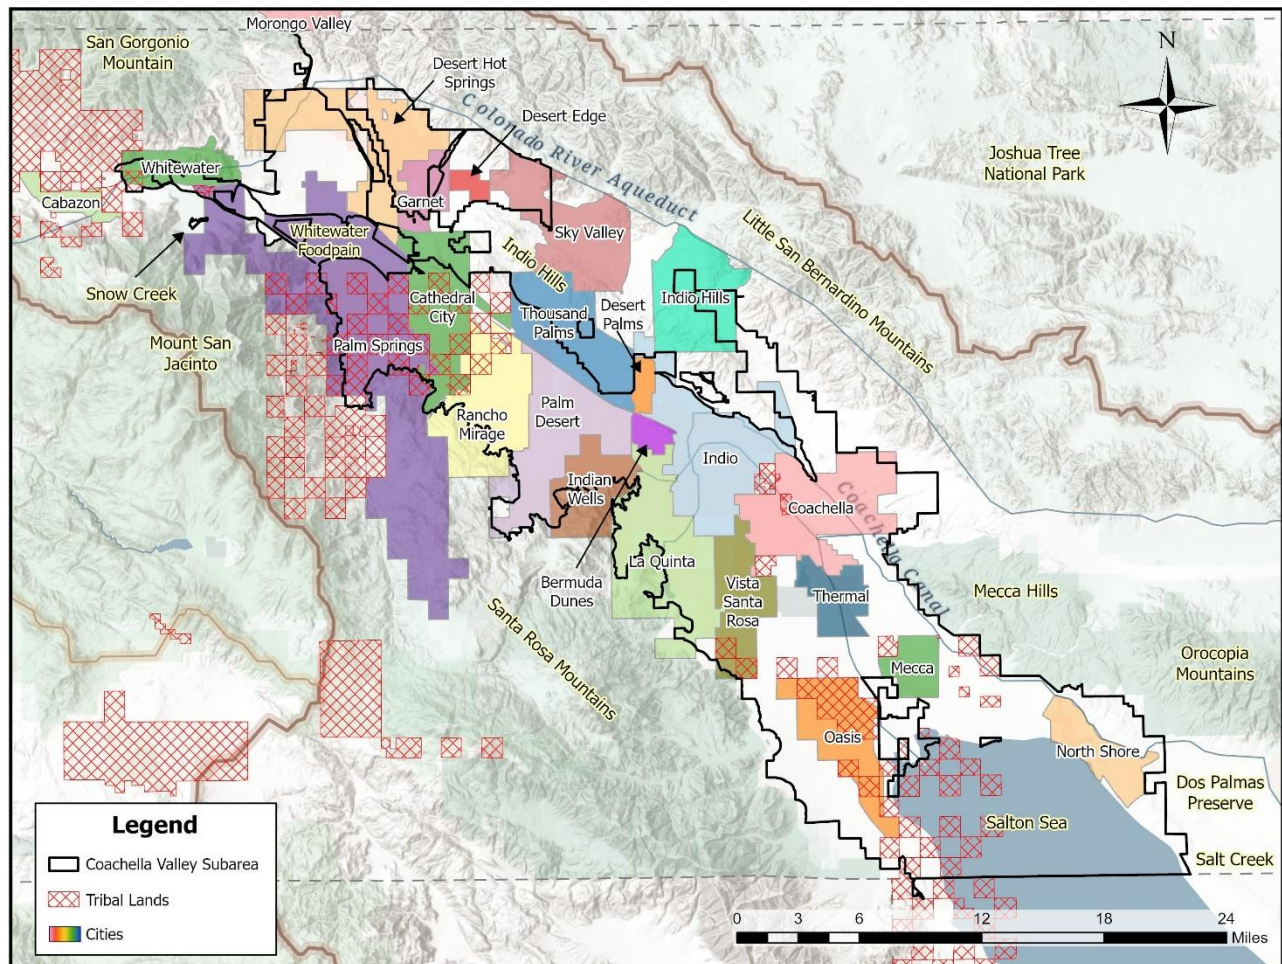 Morongo Valley
San Gorgonio
Mountain
N
Desert Hot
Springs
Desert Edge
Colorado River Aqueduct
Joshua Tree
National Park
Whitewater
Cabazon
Garnet
Whitewater
Foodpain
Sky Valley
Little San Bernardino Mountains
Indio Hills
Snow Creek
Cathedral
City
Thousand
Palms
Desert
Palms
Indio Hills
Mount San
Jacinto
Palm Springs
Rancho
Mirage
Palm
Desert
Indian
Wells
Indio
Coachella
Coachella Canal
Bermuda
Dunes
La Quinta
Vista
Santa
Rosa
Thermal
Mecca Hills
Santa Rosa Mountains
Mecca
Orocopia
Mountains
Oasis
North Shore
Dos Palmas
Preserve
Salton Sea
Salt Creek
Legend
Coachella Valley Subarea
Tribal Lands
Cities
0 3 6 12 18 24
Miles